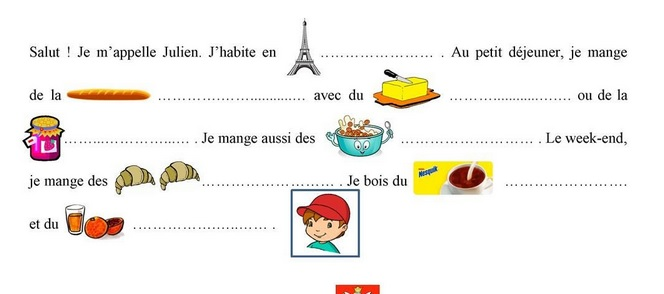 Salut ! Je m’appelle Julien. J’habite en ........................ . Au petit déjeuner, je mange
de la ................................ avec du ........................... ou de la
........................... . Je mange aussi des ............................. . Le week-end,
je mange des ............................... . Je bois du Nesquik ...........................
et du ............................. .